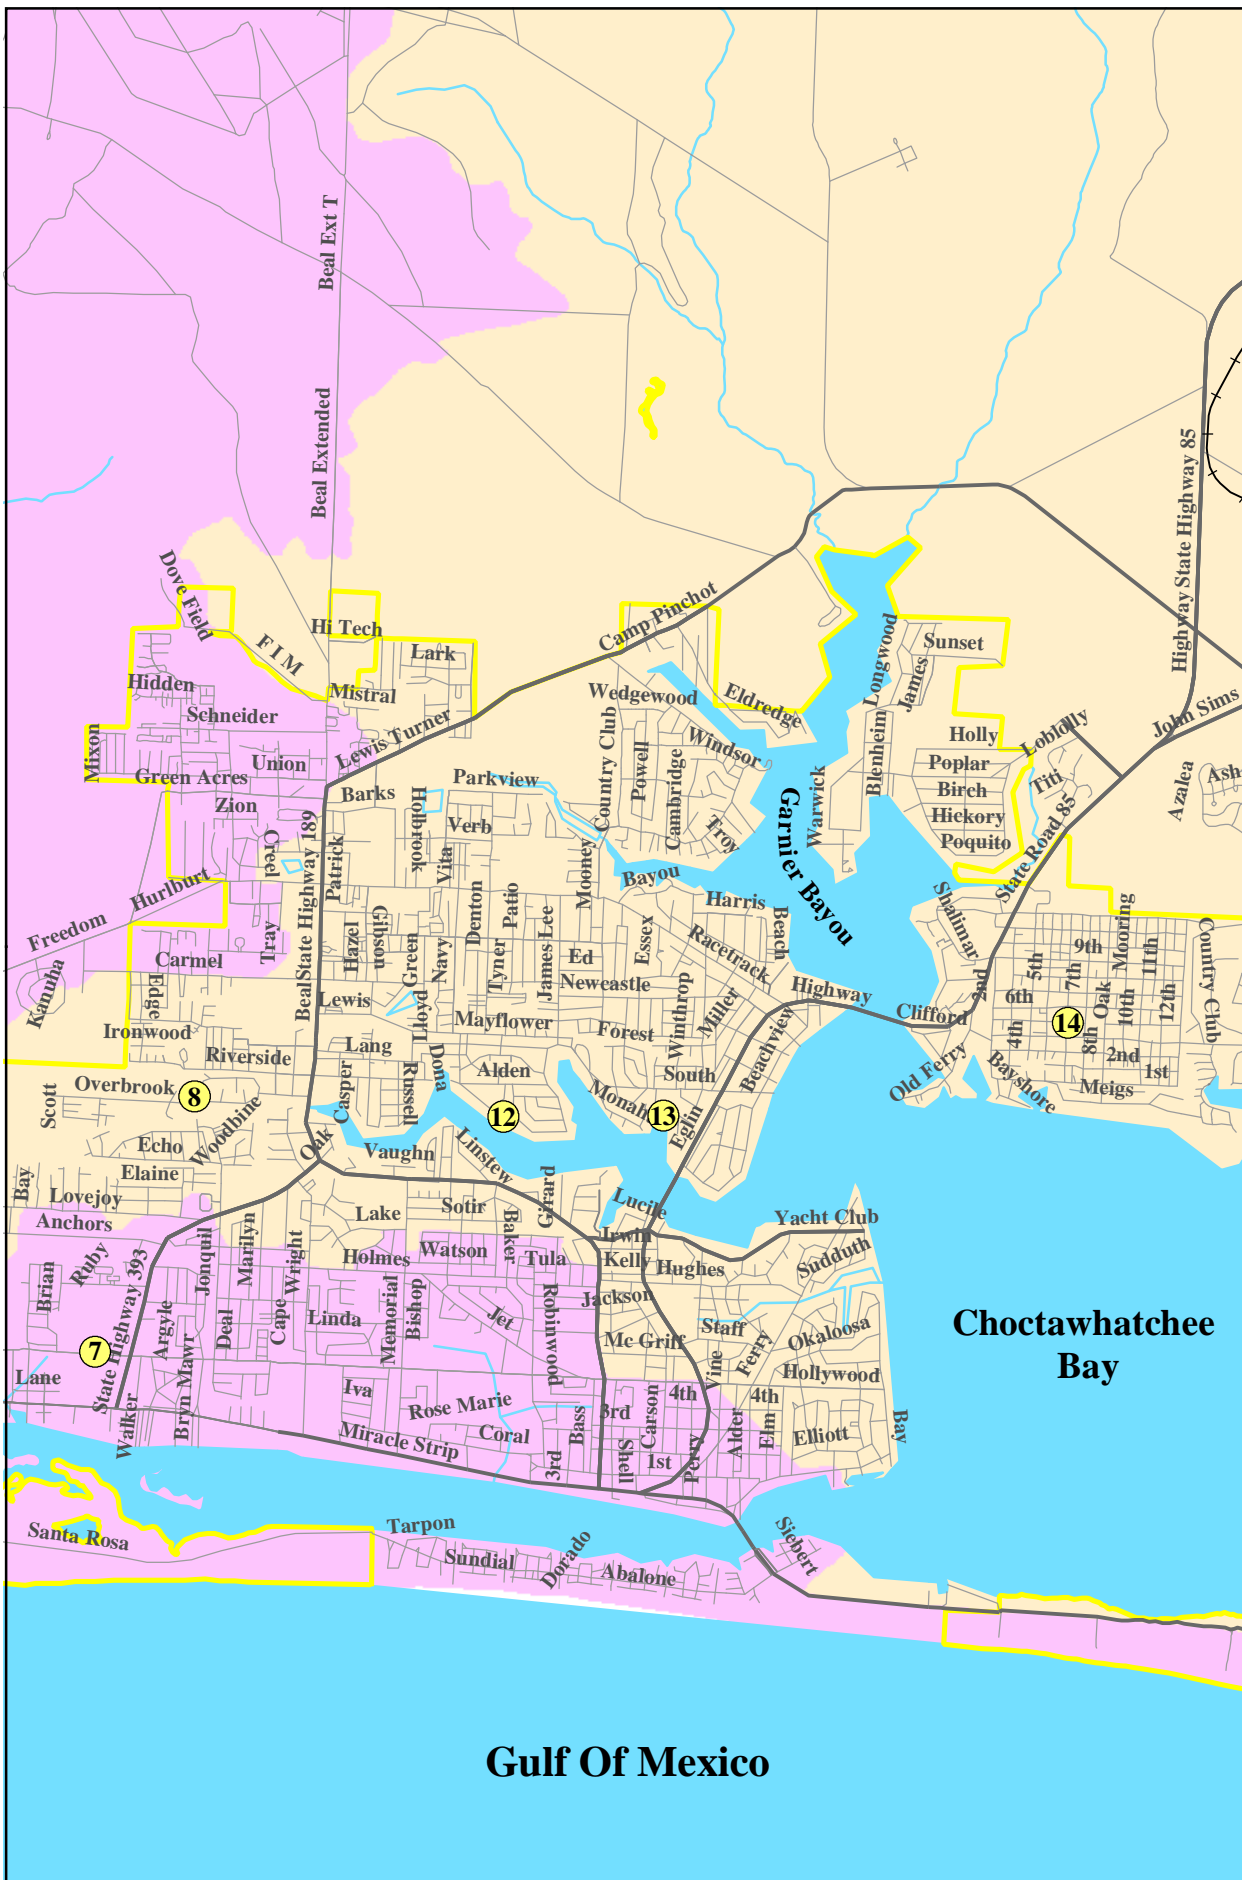 Beal Ext T
Beal Extended
Highway State Highway 85
Dove Field
F I M
Hi Tech
Lark
Camp Pinchot
Longwood
Sunset
James
Hidden
Mistral
Wedgewood
Eldredge
Schneider
Lewis Turner
Country Club
Windsor
Blenheim
Holly
Loblolly
John Sims
Mixon
Green Acres
Union
Parkview
Powell
Cambridge
Poplar
Titi
Azalea
Ash
Zion
Barks
Holbrook
Verb
Troy
Garnier Bayou
Warwick
Birch
Hickory
Poquito
State Road 85
Creel
Beal State Highway 189
Patrick
Vita
Mooney
Bayou
Hurlburt
Freedom
Denton
Patio
Harris
Beach
Shalimar
Mooring
Country Club
Tray
Hazel
Gibson
Green
Navy
Tyner
James Lee
Ed
Essex
Racetrack
9th
11th
Kanuha
Carmel
Edge
Newcastle
Winthrop
Miller
Highway
Clifford
2nd
5th
7th
Oak
10th
12th
6th
Lewis
Lloyd
Mayflower
Forest
Beachview
4th
14
8th
Ironwood
Riverside
Lang
Dona
Alden
South
Old Ferry
Bayshore
2nd
1st
Meigs
Scott
Overbrook
8
Casper
Russell
12
Monah
13
Eglin
Woodbine
Echo
Oak
Vaughn
Linstew
Elaine
Bay
Lovejoy
Girard
Lucile
Anchors
Lake
Sotir
Baker
Irwin
Yacht Club
Ruby
Jonquil
Marilyn
Wright
Holmes
Watson
Tula
Kelly
Hughes
Sudduth
Brian
State Highway 393
Argyle
Deal
Cape
Linda
Memorial
Bishop
Jet
Robinwood
Jackson
Staff
Okaloosa
Choctawhatchee
Bay
7
Bryn Mawr
Mc Griff
Vine
Ferry
Hollywood
Lane
Iva
Rose Marie
4th
4th
Walker
Miracle Strip
Coral
Bass
3rd
Carson
Alder
Elm
Elliott
Bay
3rd
Shell
1st
Perry
Santa Rosa
Tarpon
Sundial
Dorado
Abalone
Siebert
Gulf Of Mexico